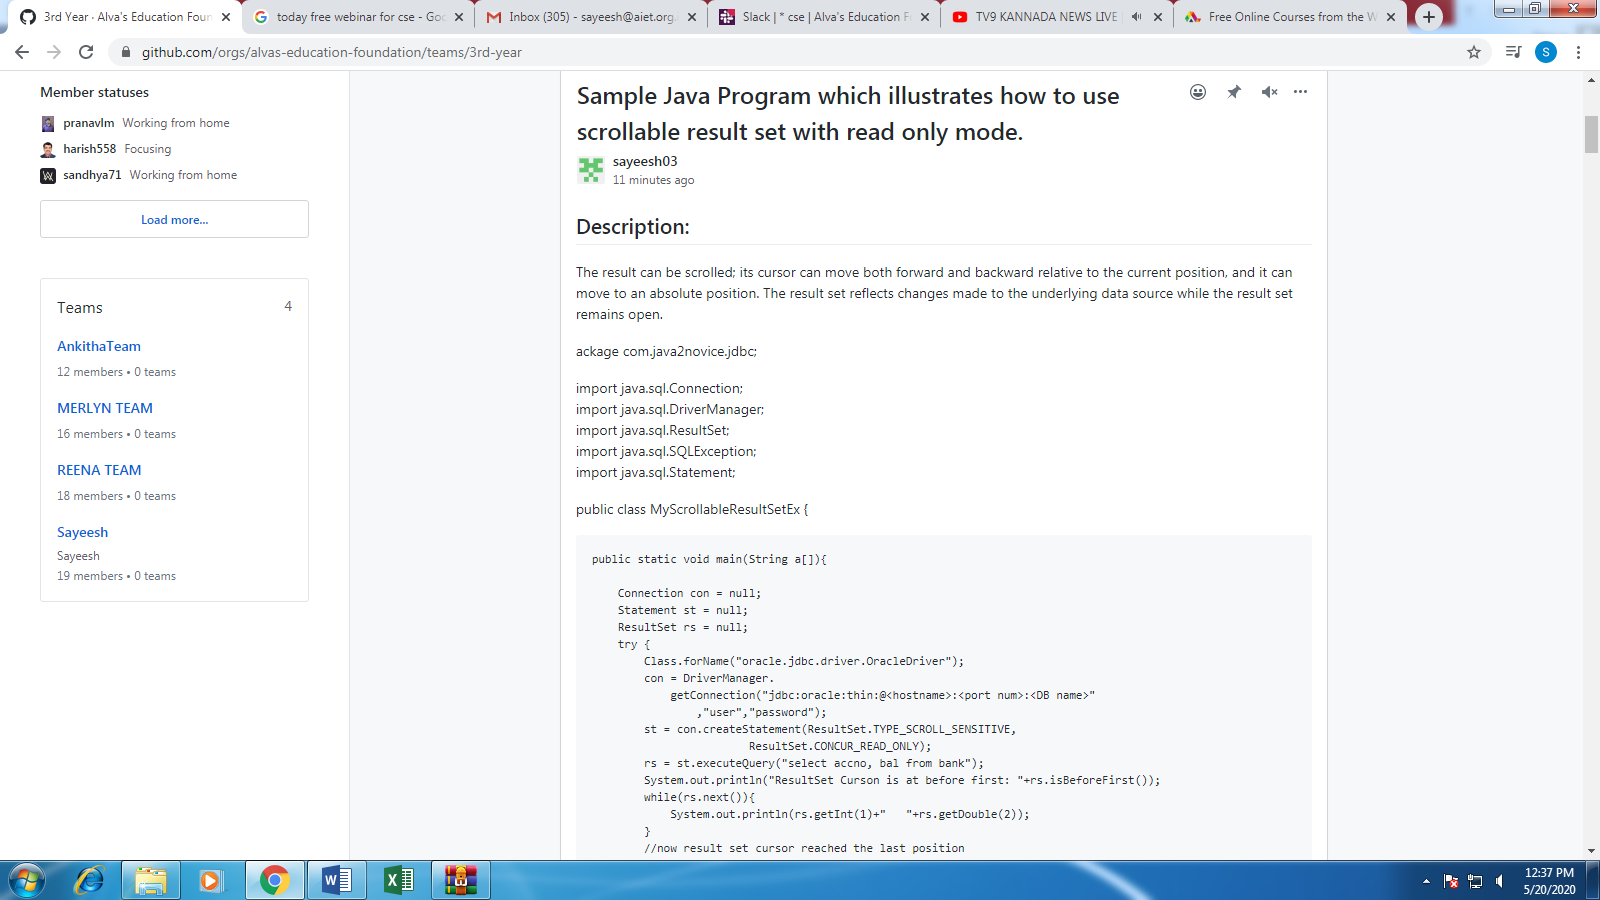 3rd Year · Alva's Education Foun
today free webinar for cse - Goo
Inbox (305) - sayeesh@aiet.org.
Slack | * cse | Alva's Education F
TV9 KANNADA NEWS LIVE
Free Online Courses from the W
github.com/orgs/alvas-education-foundation/teams/3rd-year
S
Member statuses
pranavlm Working from home
harish558 Focusing
sandhya71 Working from home
Load more...
Teams 4
AnkithaTeam
12 members • 0 teams
MERLYN TEAM
16 members • 0 teams
REENA TEAM
18 members • 0 teams
Sayeesh
Sayeesh
19 members • 0 teams
Sample Java Program which illustrates how to use
scrollable result set with read only mode.
sayeesh03
11 minutes ago
Description:
The result can be scrolled; its cursor can move both forward and backward relative to the current position, and it can
move to an absolute position. The result set reflects changes made to the underlying data source while the result set
remains open.
ackage com.java2novice.jdbc;
import java.sql.Connection;
import java.sql.DriverManager;
import java.sql.ResultSet;
import java.sql.SQLException;
import java.sql.Statement;
public class MyScrollableResultSetEx {
public static void main(String a[]){
Connection con = null;
Statement st = null;
ResultSet rs = null;
try {
Class.forName("oracle.jdbc.driver.OracleDriver");
con = DriverManager.
getConnection("jdbc:oracle:thin:@<hostname>:<port num>:<DB name>"
,"user","password");
st = con.createStatement(ResultSet.TYPE_SCROLL_SENSITIVE,
ResultSet.CONCUR_READ_ONLY);
rs = st.executeQuery("select accno, bal from bank");
System.out.println("ResultSet Curson is at before first: "+rs.isBeforeFirst());
while(rs.next()){
System.out.println(rs.getInt(1)+"   "+rs.getDouble(2));
}
//now result set cursor reached the last position
12:37 PM
5/20/2020